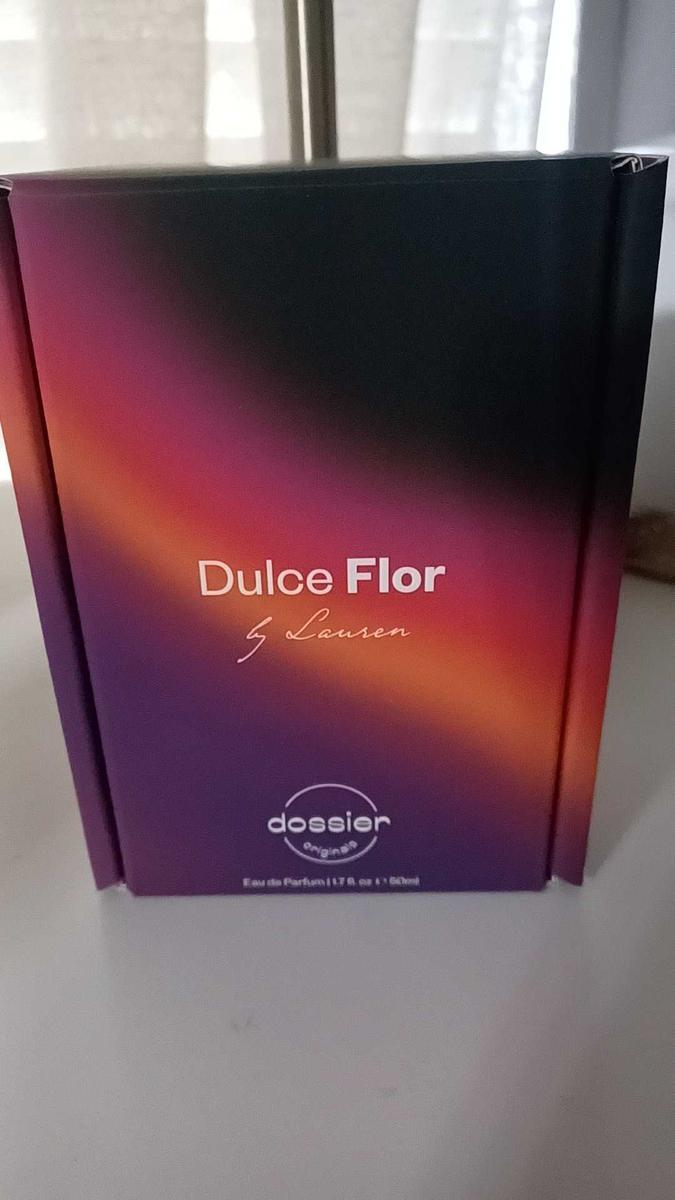 Dulce Flor
by Lauren
dossier
originals
Eau de Parfum | 1.7 fl. oz. | 50ml